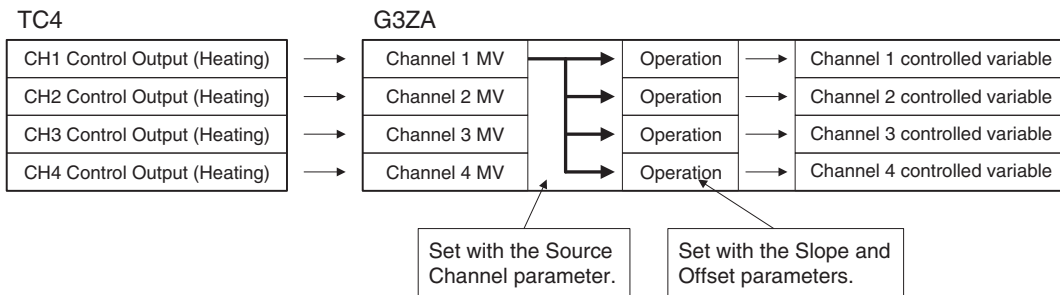 TC4
G3ZA
CH1 Control Output (Heating)
Channel 1 MV
Operation
Channel 1 controlled variable
CH2 Control Output (Heating)
Channel 2 MV
Operation
Channel 2 controlled variable
CH3 Control Output (Heating)
Channel 3 MV
Operation
Channel 3 controlled variable
CH4 Control Output (Heating)
Channel 4 MV
Operation
Channel 4 controlled variable
Set with the Source
Channel parameter.
Set with the Slope and
Offset parameters.